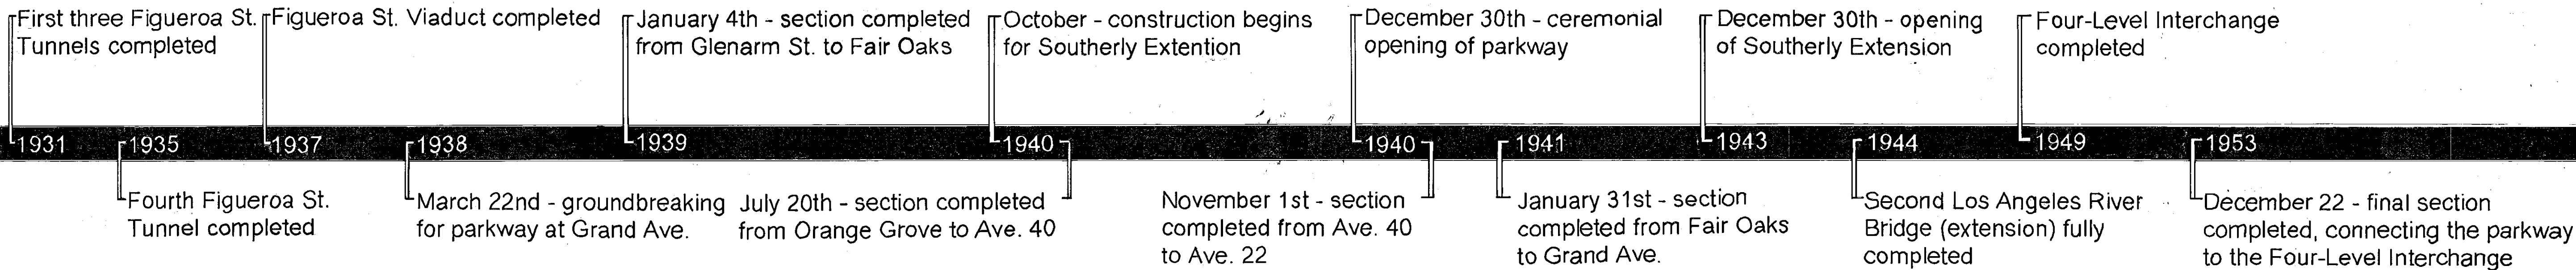 First three Figueroa St.
Tunnels completed
Figueroa St. Viaduct completed
January 4th - section completed
from Glenarm St. to Fair Oaks
October - construction begins
for Southerly Extention
December 30th - ceremonial
opening of parkway
December 30th - opening
of Southerly Extension
Four-Level Interchange
completed
1931
1935
1937
1938
1939
1940
1940
1941
1943
1944
1949
1953
Fourth Figueroa St.
Tunnel completed
March 22nd - groundbreaking
for parkway at Grand Ave.
July 20th - section completed
from Orange Grove to Ave. 40
November 1st - section
completed from Ave. 40
to Ave. 22
January 31st - section
completed from Fair Oaks
to Grand Ave.
Second Los Angeles River
Bridge (extension) fully
completed
December 22 - final section
completed, connecting the parkway
to the Four-Level Interchange